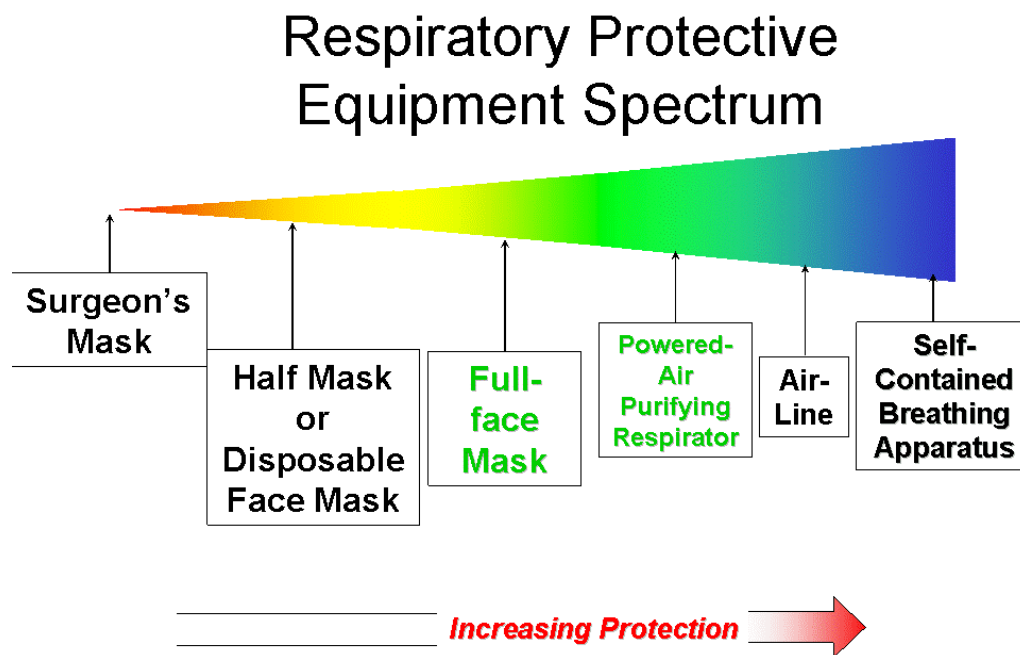 Respiratory Protective
Equipment Spectrum
Surgeon’s
Mask
Half Mask
or
Disposable
Face Mask
Full-
face
Mask
Powered-
Air
Purifying
Respirator
Air-
Line
Self-
Contained
Breathing
Apparatus
Increasing Protection